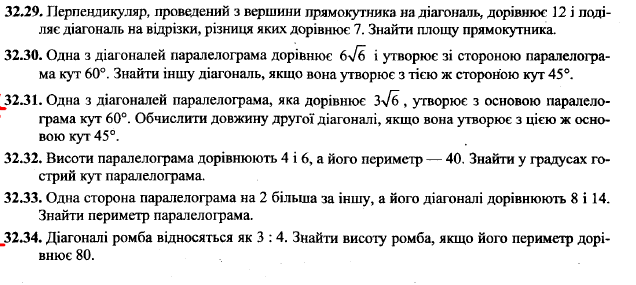 32.29. Перпендикуляр, проведений з вершини прямокутника на діагональ, дорівнює 12 і поді-
ляє діагональ на відрізки, різниця яких дорівнює 7. Знайти площу прямокутника.
32.30. Одна з діагоналей паралелограма дорівнює 6√6 і утворює зі стороною паралелогра-
ма кут 60°. Знайти іншу діагональ, якщо вона утворює з тією ж стороною кут 45°.
32.31. Одна з діагоналей паралелограма, яка дорівнює 3√6 , утворює з основою паралело-
грама кут 60°. Обчислити довжину другої діагоналі, якщо вона утворює з цією ж осно-
вою кут 45°.
32.32. Висоти паралелограма дорівнюють 4 і 6, а його периметр — 40. Знайти у градусах го-
стрий кут паралелограма.
32.33. Одна сторона паралелограма на 2 більша за іншу, а його діагоналі дорівнюють 8 і 14.
Знайти периметр паралелограма.
32.34. Діагоналі ромба відносяться як 3 : 4. Знайти висоту ромба, якщо його периметр дорі-
внює 80.